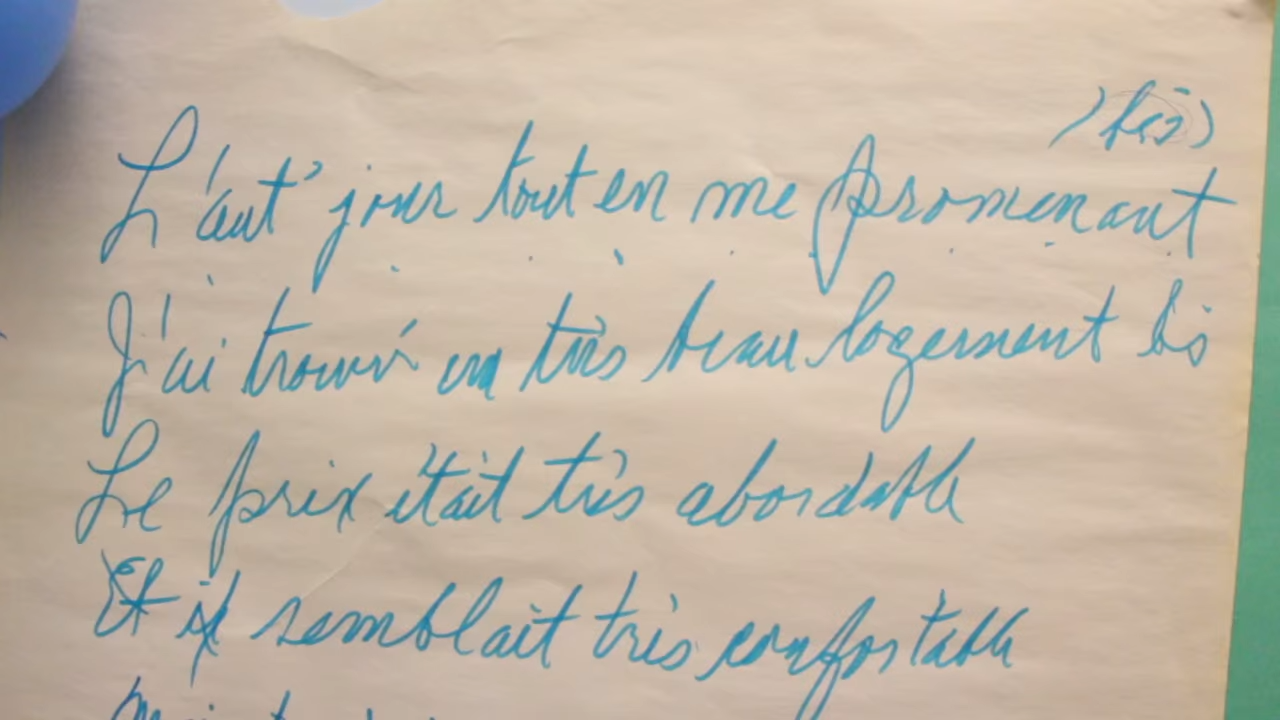 L'aut' jour tout en me promenant (bis)
J'ai trouvé un très beau logement bis
Le prix était très abordable
Et il semblait très confortable